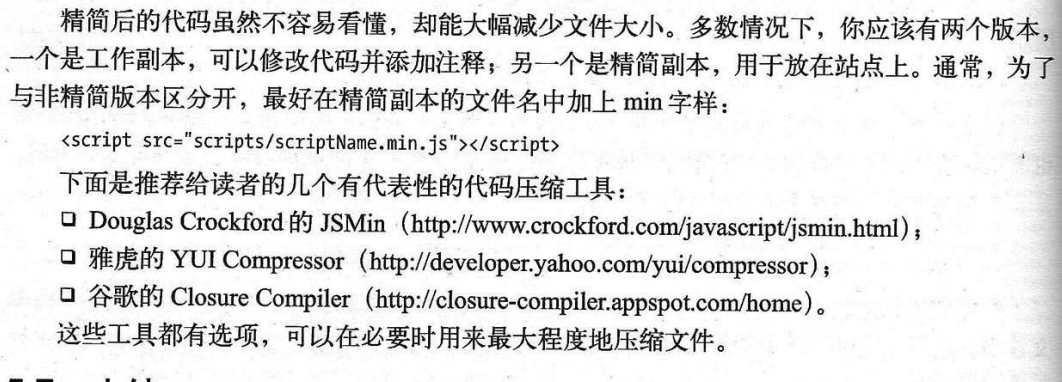 精简后的代码虽然不容易看懂，却能大幅减少文件大小。多数情况下，你应该有两个版本，
一个是工作副本，可以修改代码并添加注释；另一个是精简副本，用于放在站点上。通常，为了
与非精简版本区分开，最好在精简副本的文件名中加上 min 字样：
<script src="scripts/scriptName.min.js"></script>
下面是推荐给读者的几个有代表性的代码压缩工具：
❑ Douglas Crockford 的 JSMin（http://www.crockford.com/javascript/jsmin.html）；
❑ 雅虎的 YUI Compressor（http://developer.yahoo.com/yui/compressor）；
❑ 谷歌的 Closure Compiler（http://closure-compiler.appspot.com/home）。
这些工具都有选项，可以在必要时用来最大程度地压缩文件。